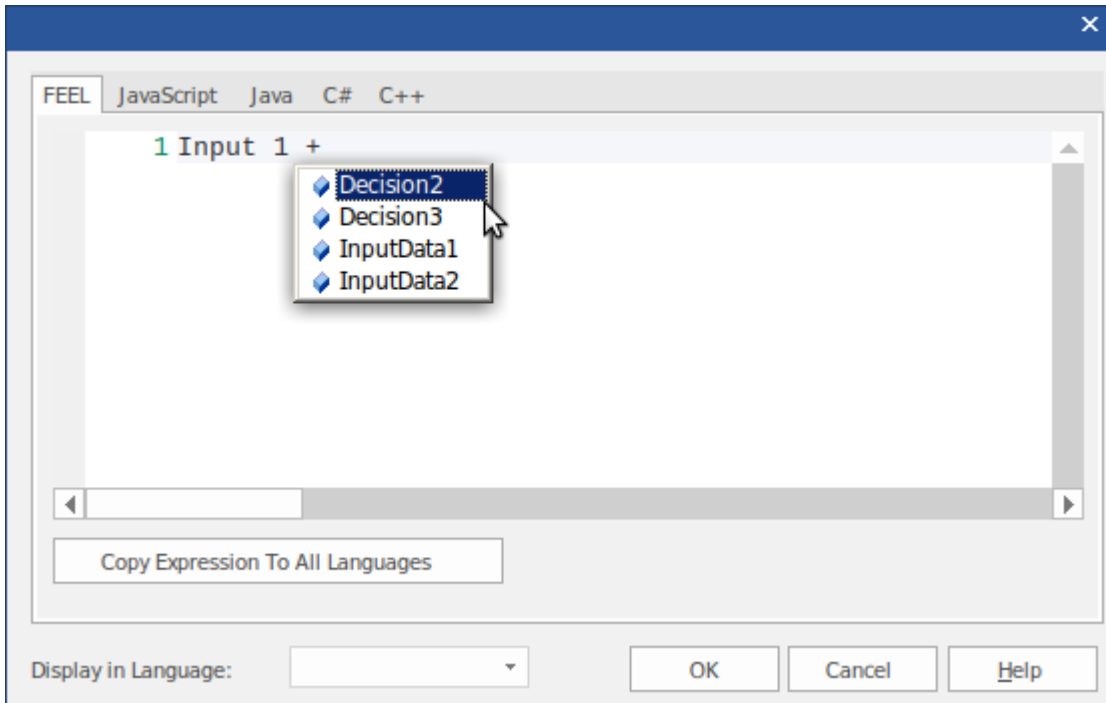 FEEL JavaScript Java C# C++
1 Input 1 +
Decision2
Decision3
InputData1
InputData2
Copy Expression To All Languages
Display in Language: OK Cancel Help